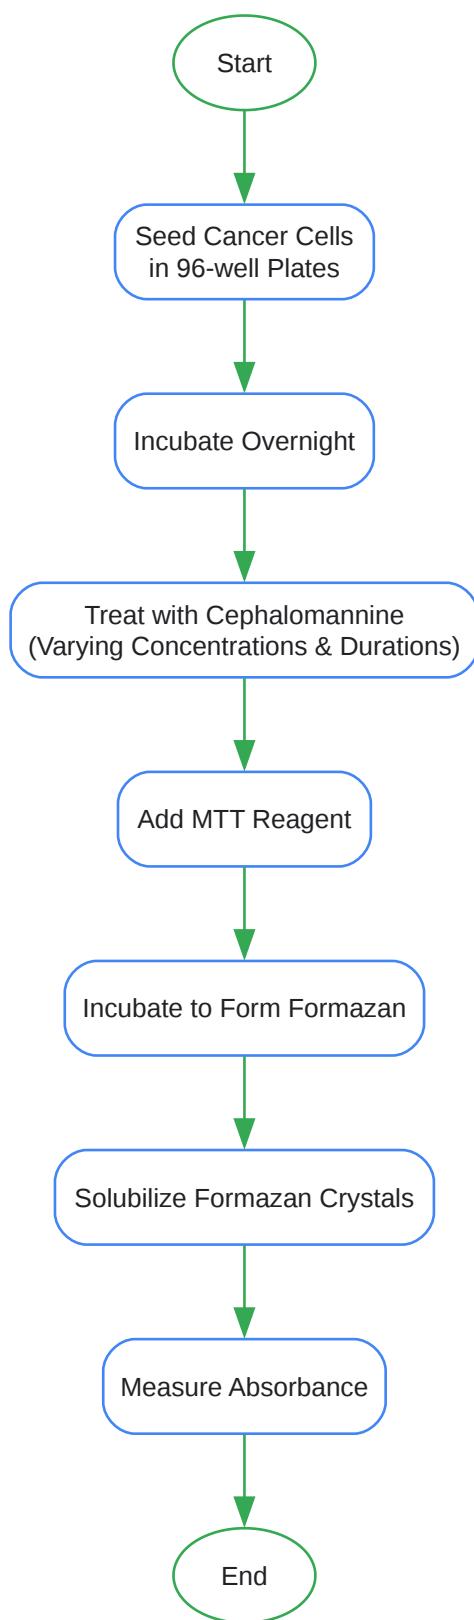 Start
Seed Cancer Cells
in 96-well Plates
Incubate Overnight
Treat with Cephalomannine
(Varying Concentrations & Durations)
Add MTT Reagent
Incubate to Form Formazan
Solubilize Formazan Crystals
Measure Absorbance
End